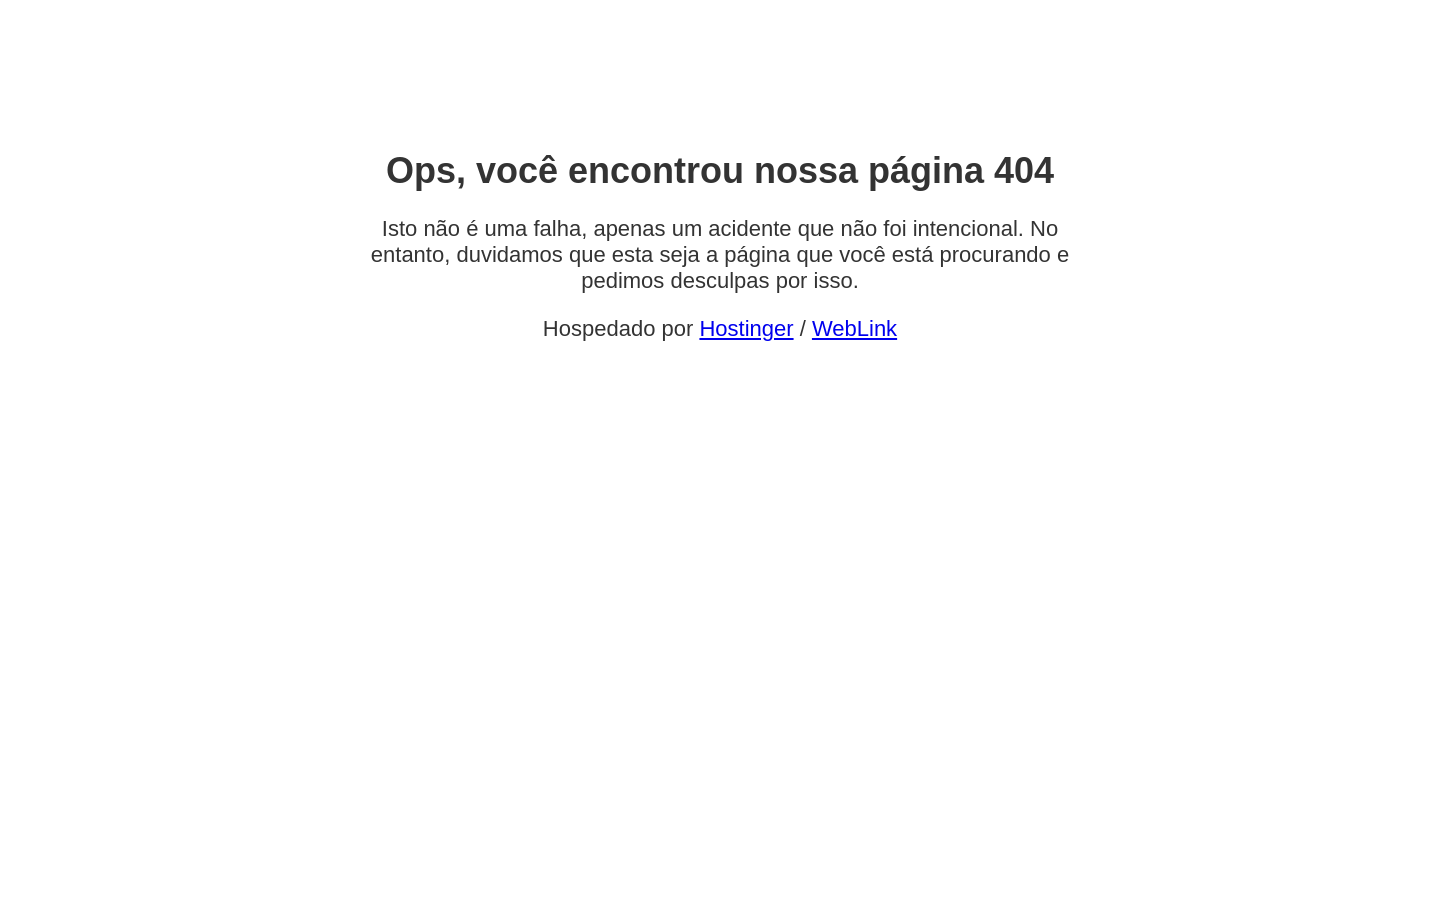 Ops, você encontrou nossa página 404
Isto não é uma falha, apenas um acidente que não foi intencional. No
entanto, duvidamos que esta seja a página que você está procurando e
pedimos desculpas por isso.
Hospedado por Hostinger / WebLink